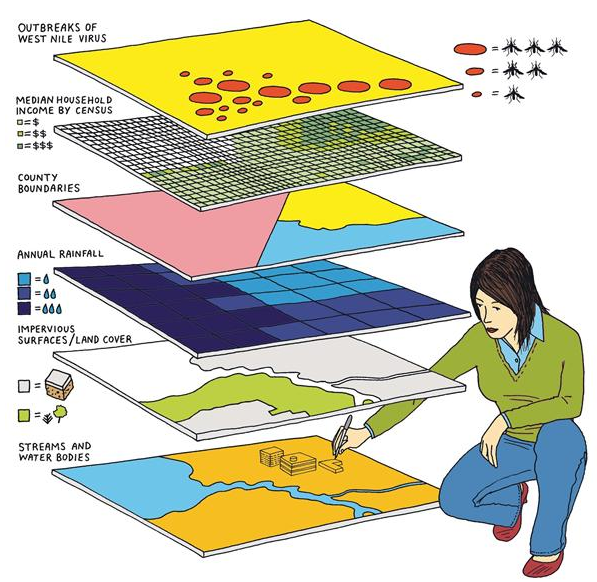 OUTBREAKS OF
WEST NILE VIRUS
MEDIAN HOUSEHOLD
INCOME BY CENSUS
= $
= $$
= $$$
COUNTY
BOUNDARIES
ANNUAL RAINFALL
=
=
=
IMPERVIOUS
SURFACES/LAND COVER
=
=
STREAMS AND
WATER BODIES
=
=
=